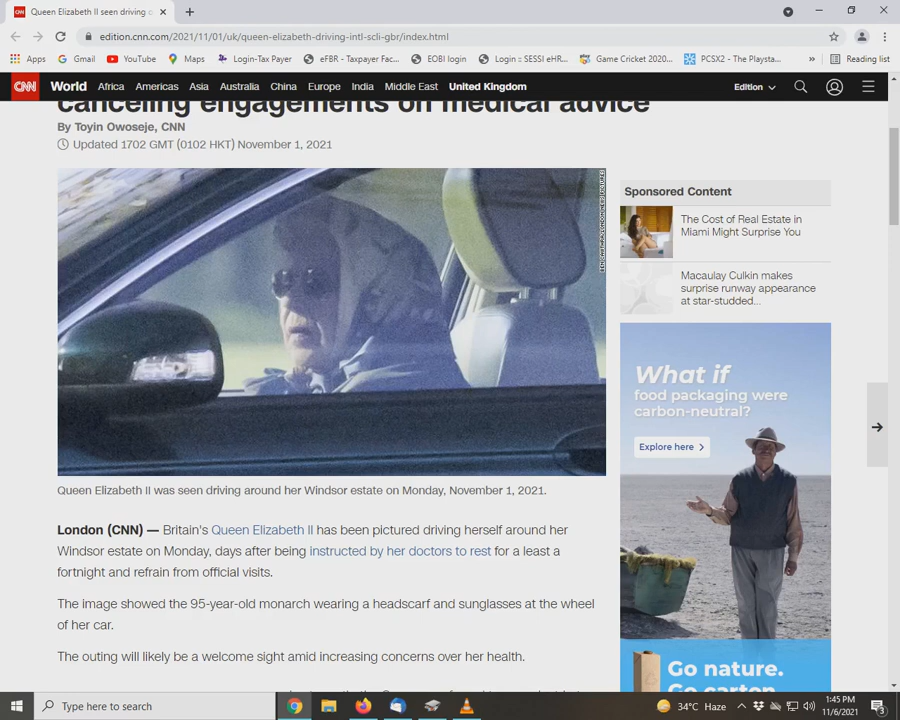 Queen Elizabeth II seen driving c
edition.cnn.com/2021/11/01/uk/queen-elizabeth-driving-intl-scli-gbr/index.html
Apps Gmail YouTube Maps Login-Tax Payer eFBR - Taxpayer Fac... EOBI login Login :: SESSI eHR... Game Cricket 2020... PCSX2 - The Playsta... » Reading list
CNN World Africa Americas Asia Australia China Europe India Middle East United Kingdom Edition
canceling engagements on medical advice
By Toyin Owoseje, CNN
Updated 1702 GMT (0102 HKT) November 1, 2021
Queen Elizabeth II was seen driving around her Windsor estate on Monday, November 1, 2021.
London (CNN) — Britain's Queen Elizabeth II has been pictured driving herself around her
Windsor estate on Monday, days after being instructed by her doctors to rest for a least a
fortnight and refrain from official visits.
The image showed the 95-year-old monarch wearing a headscarf and sunglasses at the wheel
of her car.
The outing will likely be a welcome sight amid increasing concerns over her health.
Sponsored Content
The Cost of Real Estate in
Miami Might Surprise You
Macaulay Culkin makes
surprise runway appearance
at star-studded...
What if
food packaging were
carbon-neutral?
Explore here
Go nature.
Go carton.
Type here to search
34°C Haze
1:45 PM
11/6/2021
3